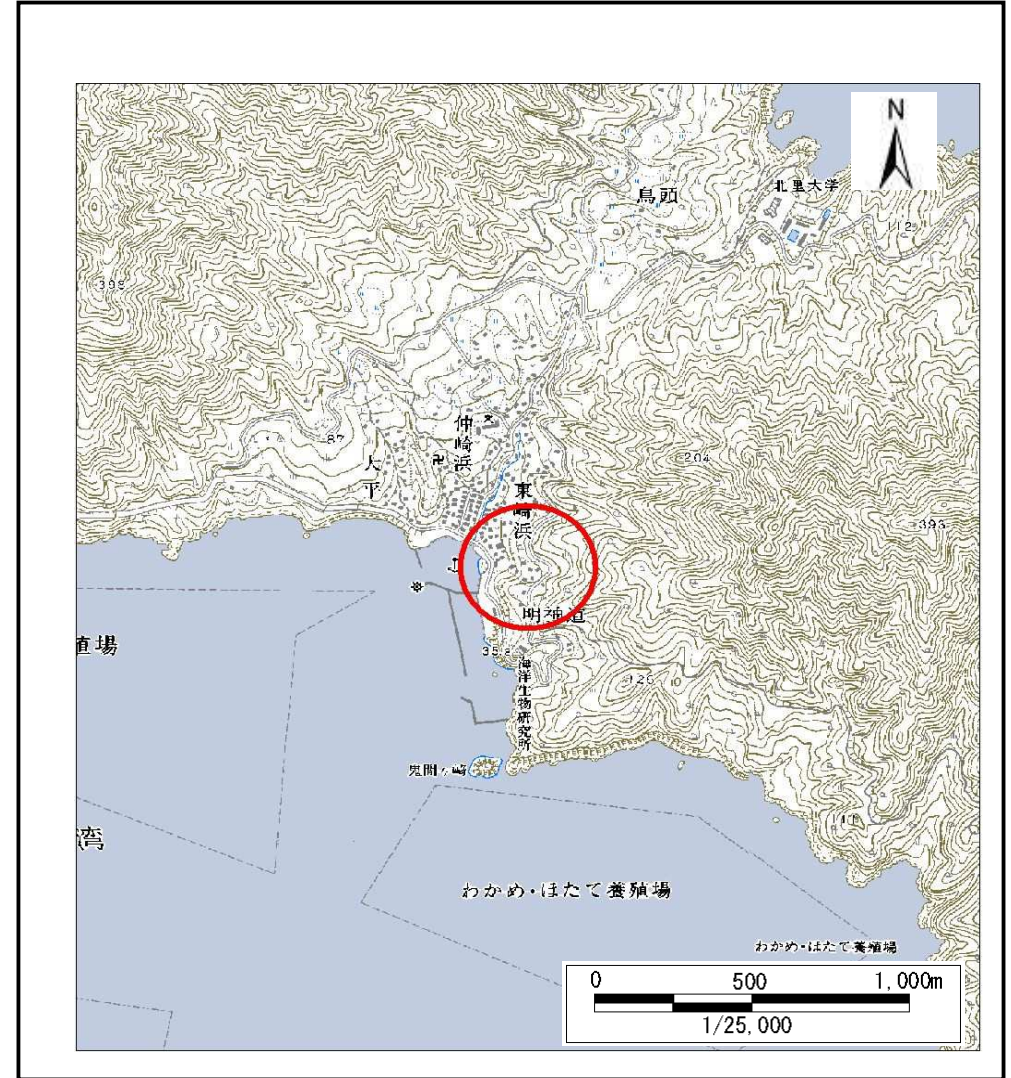 N
北里大学
鳥頭
112
398
仲崎浜
87
大平
204
東崎浜
396
明神道
直場
35.8
海洋生物研究所
126
鬼間ヶ崎
湾
わかめ・ほたて養殖場
わかめ・ほたて養殖場
0 500 1,000m
1/25,000